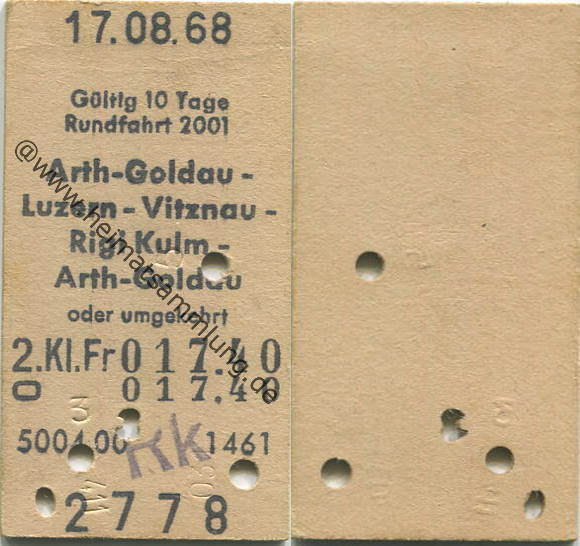 17.08.68
Gültig 10 Tage
Rundfahrt 2001
Arth-Goldau -
Luzern - Vitznau -
Rigi Kulm -
Arth-Goldau
oder umgekehrt
2.Kl.Fr 017.40
0 017.40
3
500400 1461
2778
@www.heimatsammlung.de